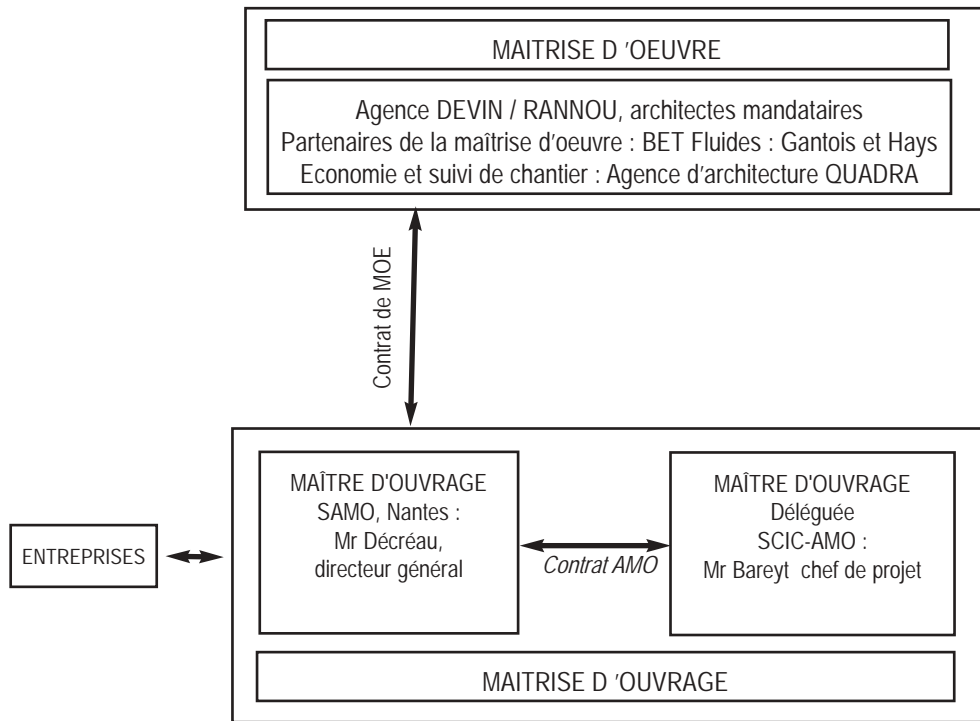 MAITRISE D 'OEUVRE
Agence DEVIN / RANNOU, architectes mandataires
Partenaires de la maîtrise d'oeuvre : BET Fluides : Gantois et Hays
Economie et suivi de chantier : Agence d'architecture QUADRA
Contrat de MOE
MAÎTRE D'OUVRAGE
SAMO, Nantes :
Mr Décréau,
directeur général
MAÎTRE D'OUVRAGE
Déléguée
SCIC-AMO :
Mr Bareyt chef de projet
ENTREPRISES
Contrat AMO
MAITRISE D 'OUVRAGE